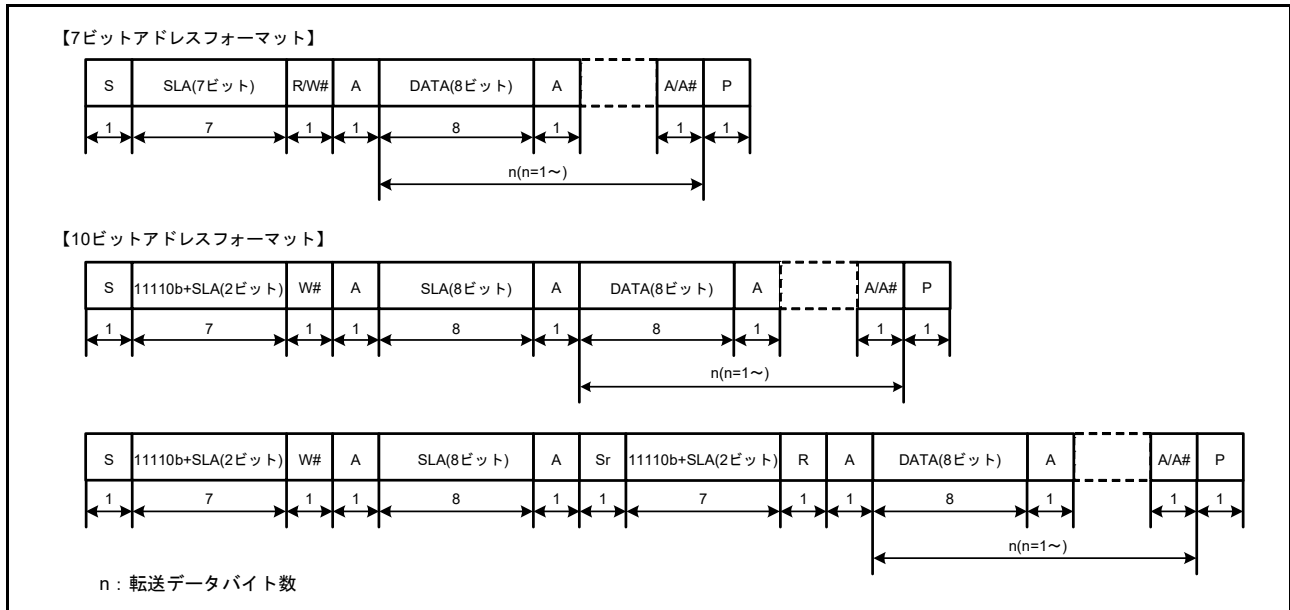 【7ビットアドレスフォーマット】
S SLA(7ビット) R/W# A DATA(8ビット) A A/A# P
1 7 1 1 8 1 1 1
n(n=1～)
【10ビットアドレスフォーマット】
S 11110b+SLA(2ビット) W# A SLA(8ビット) A DATA(8ビット) A A/A# P
1 7 1 1 8 1 8 1 1 1
n(n=1～)
S 11110b+SLA(2ビット) W# A SLA(8ビット) A Sr 11110b+SLA(2ビット) R A DATA(8ビット) A A/A# P
1 7 1 1 8 1 1 7 1 1 8 1 1 1
n(n=1～)
n : 転送データバイト数